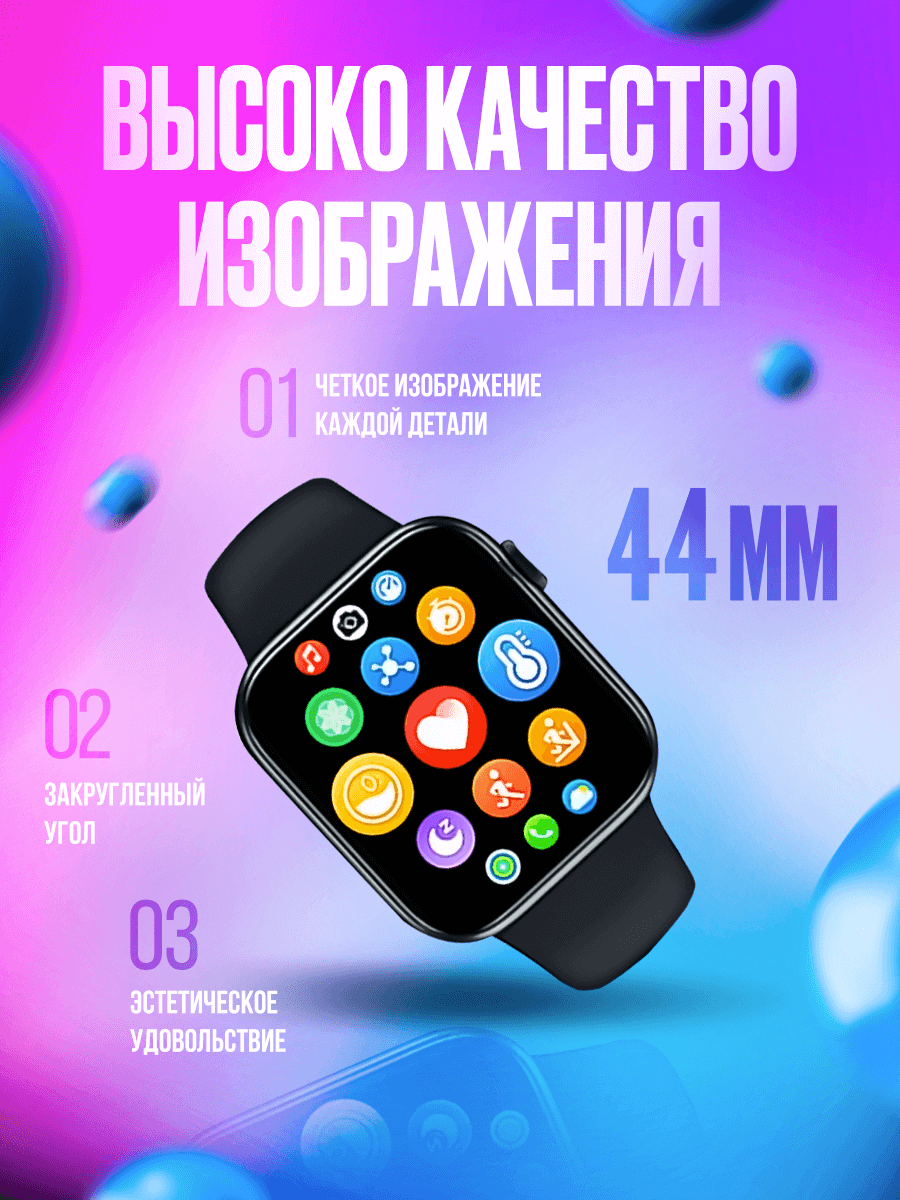 ВЫСОКО КАЧЕСТВО
ИЗОБРАЖЕНИЯ
01
ЧЕТКОЕ ИЗОБРАЖЕНИЕ
КАЖДОЙ ДЕТАЛИ
44 ММ
02
ЗАКРУГЛЕННЫЙ
УГОЛ
03
ЭСТЕТИЧЕСКОЕ
УДОВОЛЬСТВИЕ